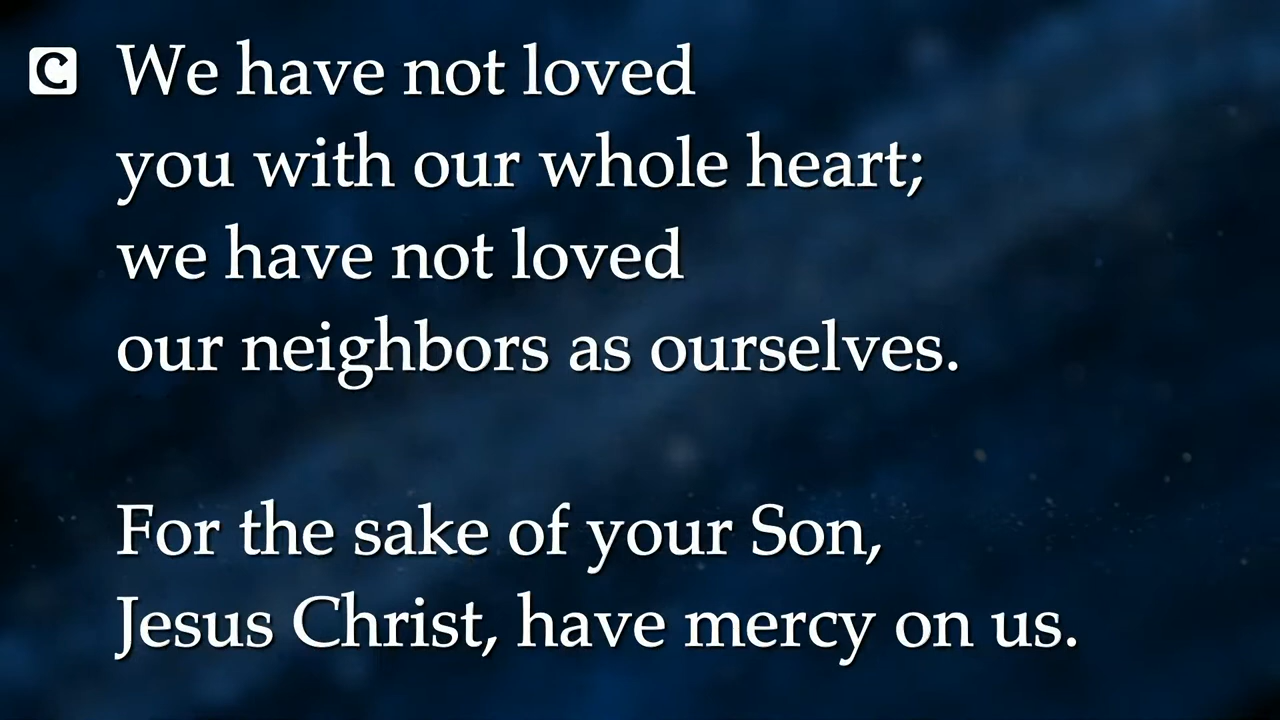 C We have not loved
you with our whole heart;
we have not loved
our neighbors as ourselves.
For the sake of your Son,
Jesus Christ, have mercy on us.